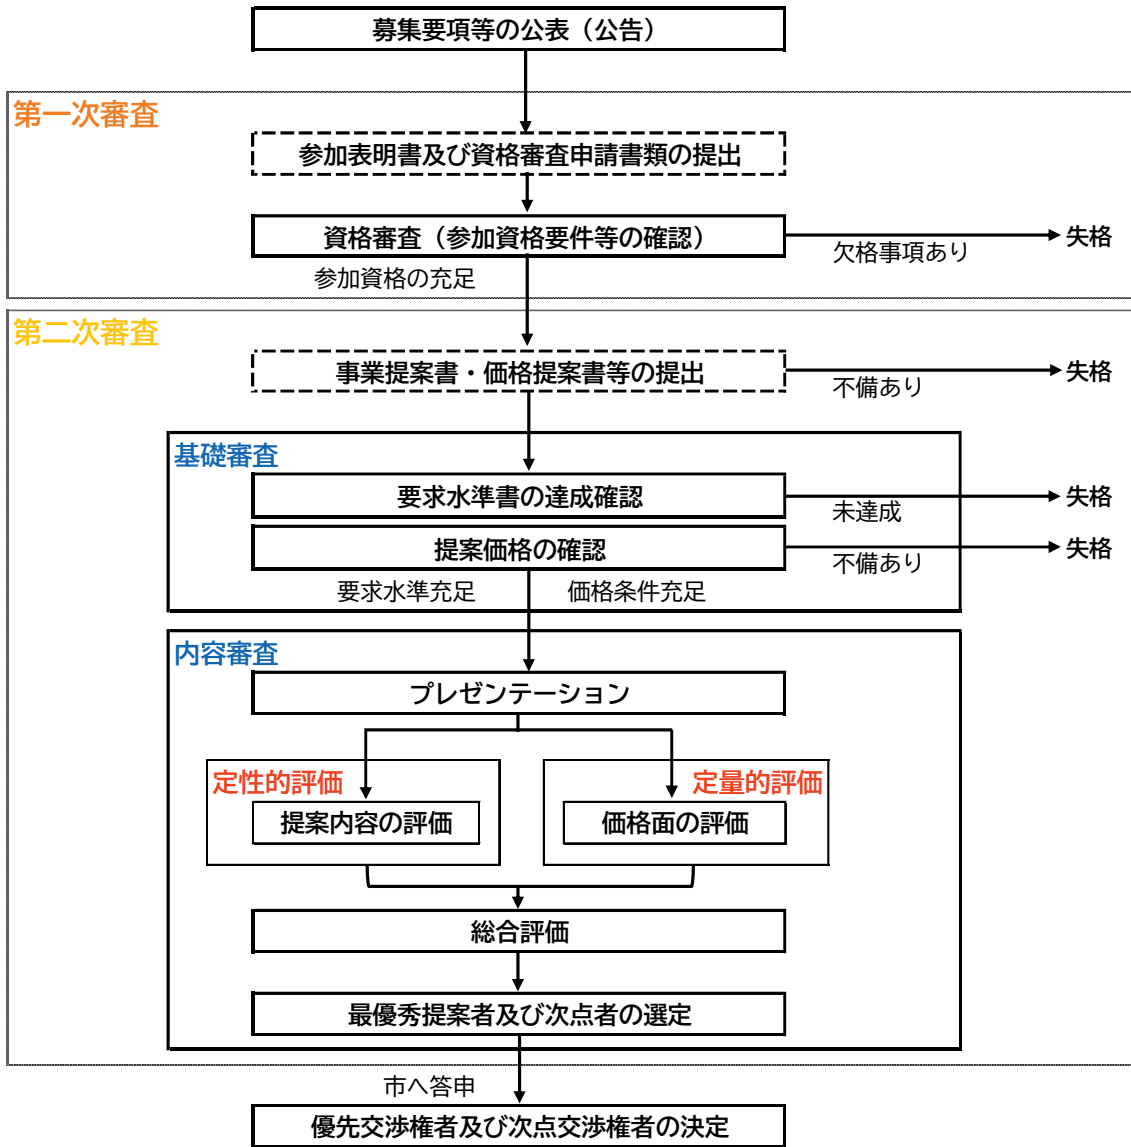 募集要項等の公表（公告）
第一次審査
参加表明書及び資格審査申請書類の提出
資格審査（参加資格要件等の確認）
失格
欠格事項あり
参加資格の充足
第二次審査
事業提案書・価格提案書等の提出
失格
不備あり
基礎審査
要求水準書の達成確認
失格
未達成
提案価格の確認
失格
不備あり
要求水準充足
価格条件充足
内容審査
プレゼンテーション
定性的評価
定量的評価
提案内容の評価
価格面の評価
総合評価
最優秀提案者及び次点者の選定
市へ答申
優先交渉権者及び次点交渉権者の決定